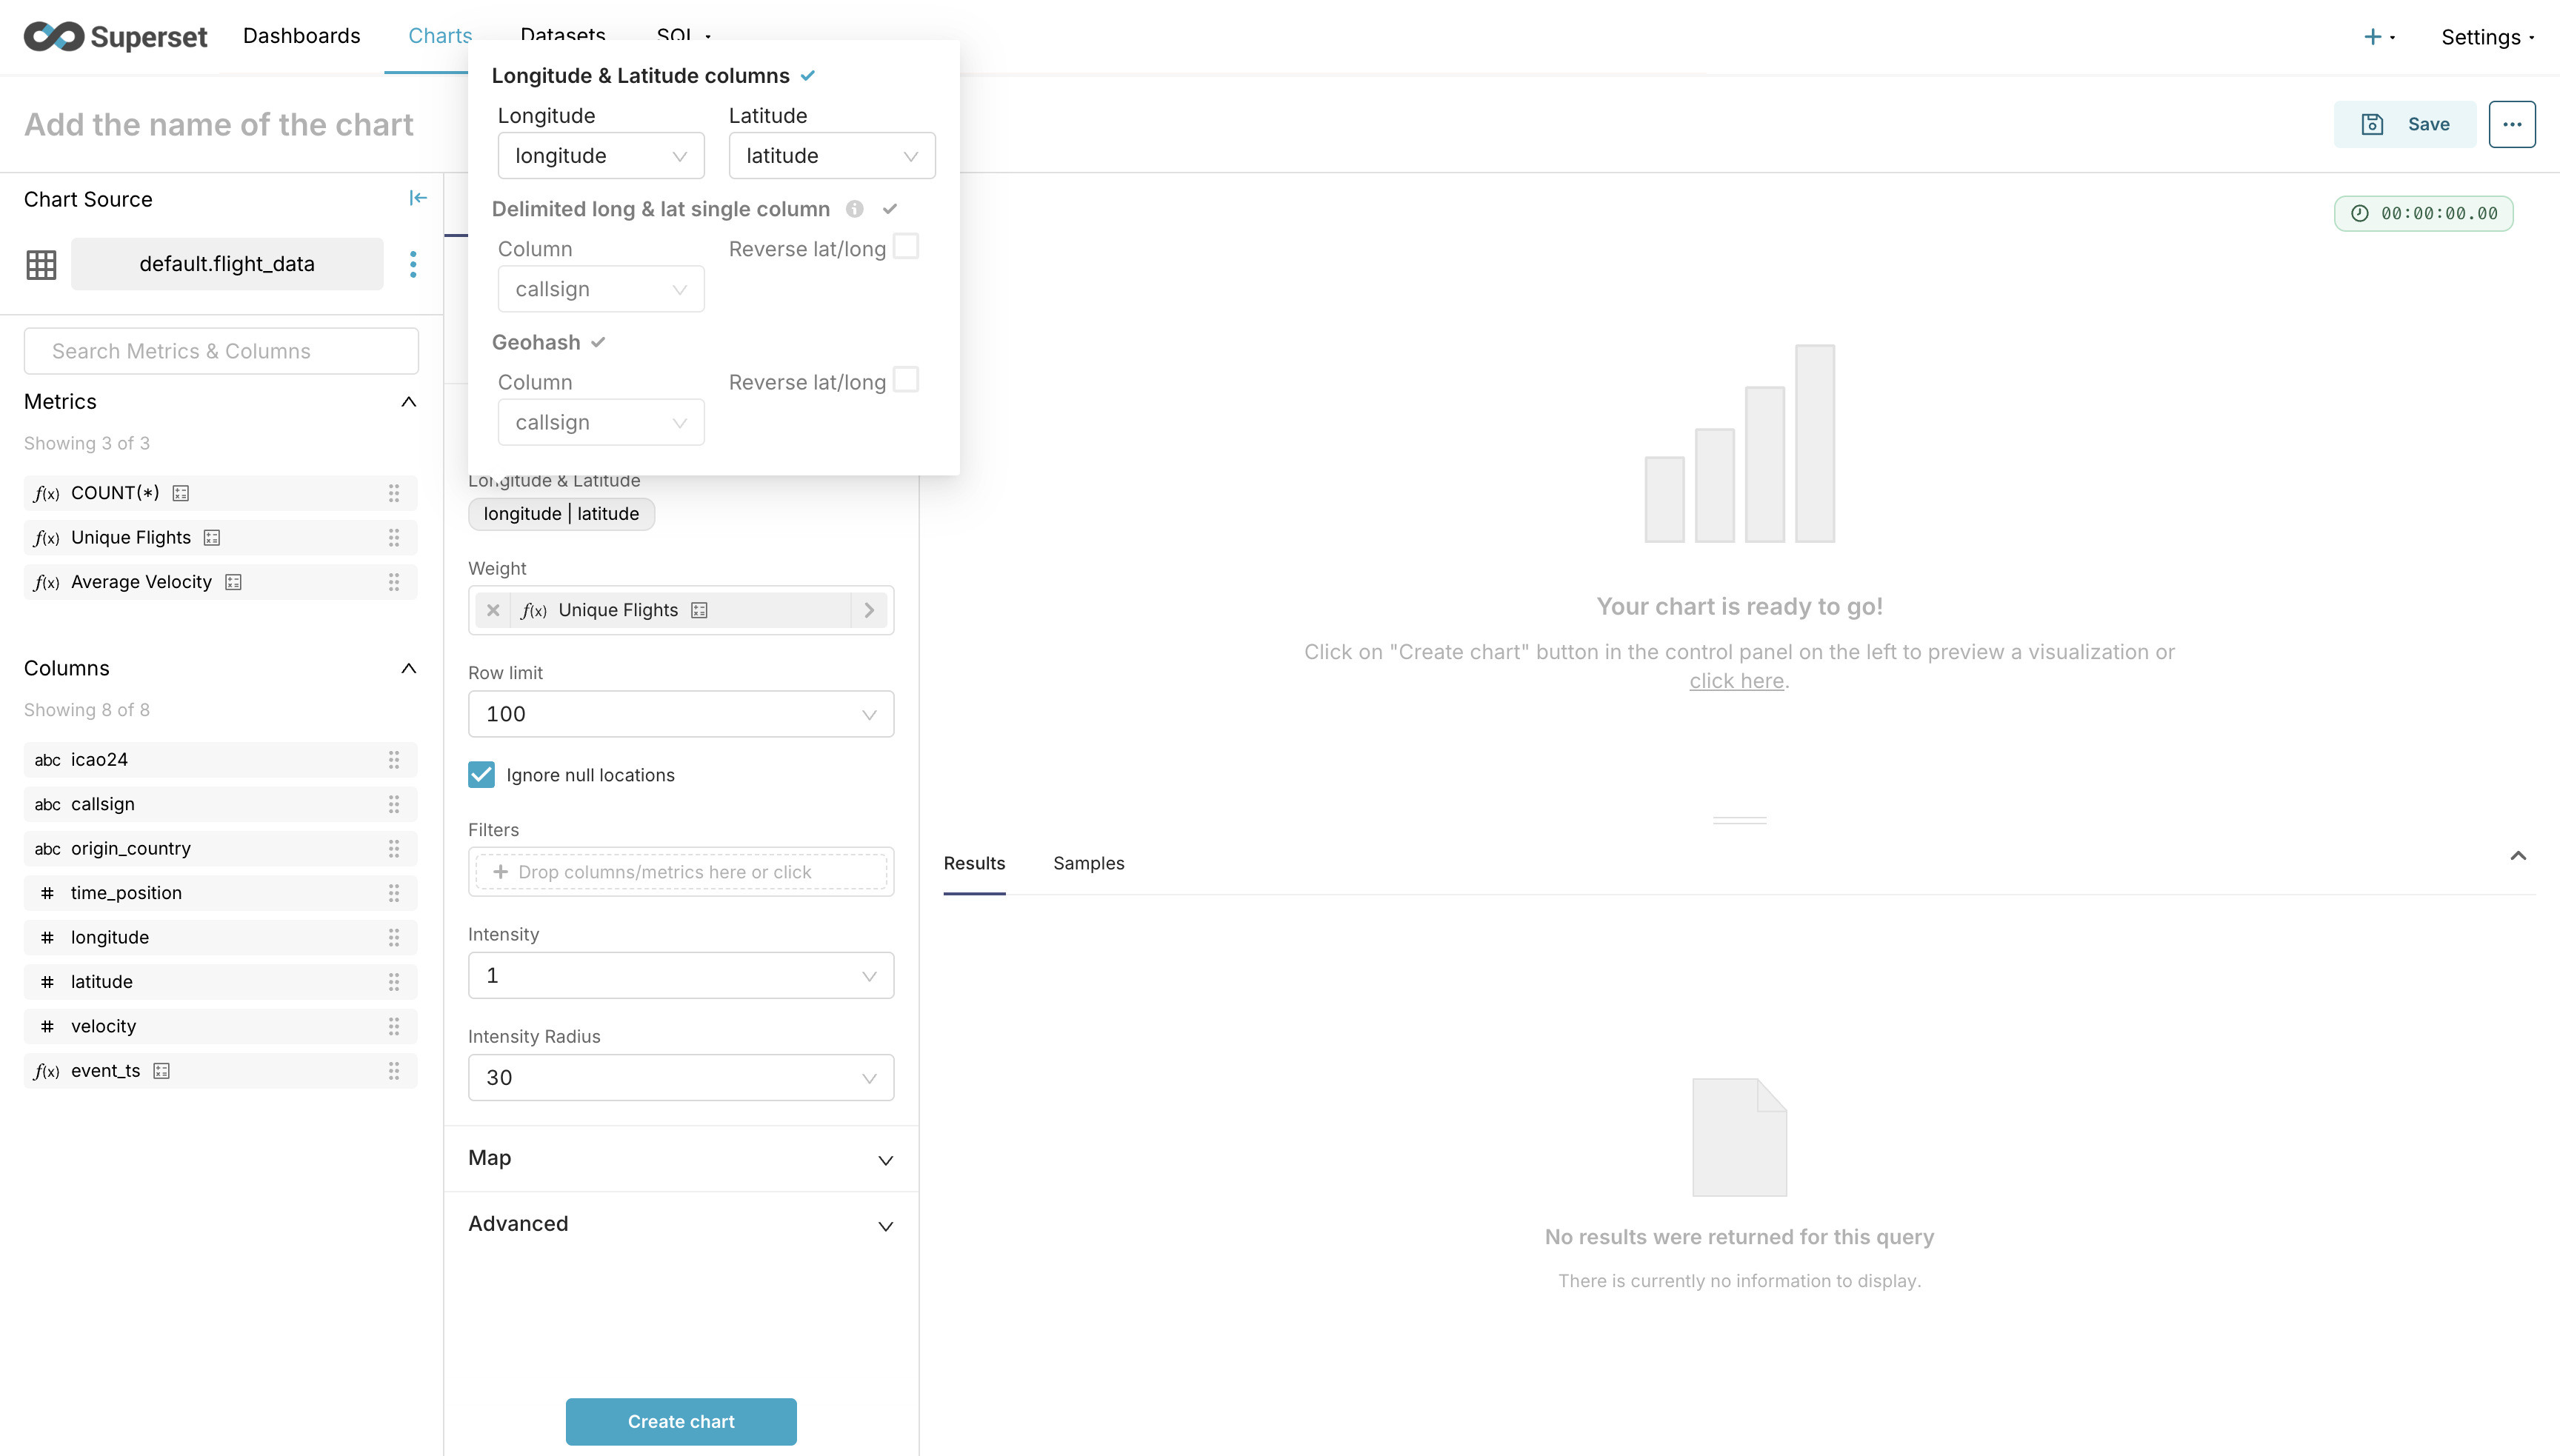 Superset
Dashboards
Charts
Datasets
SQL
Settings
Add the name of the chart
Save
Longitude & Latitude columns
Longitude Latitude
longitude latitude
Delimited long & lat single column
Column Reverse lat/long
callsign
Geohash
Column Reverse lat/long
callsign
Chart Source
default.flight_data
Search Metrics & Columns
Metrics
Showing 3 of 3
f(x) COUNT(*)
f(x) Unique Flights
f(x) Average Velocity
Columns
Showing 8 of 8
abc icao24
abc callsign
abc origin_country
# time_position
# longitude
# latitude
# velocity
f(x) event_ts
Longitude & Latitude
longitude | latitude
Weight
f(x) Unique Flights
Row limit
100
Ignore null locations
Filters
Drop columns/metrics here or click
Intensity
1
Intensity Radius
30
Map
Advanced
Create chart
00:00:00.00
Your chart is ready to go!
Click on "Create chart" button in the control panel on the left to preview a visualization or
click here.
Results
Samples
No results were returned for this query
There is currently no information to display.